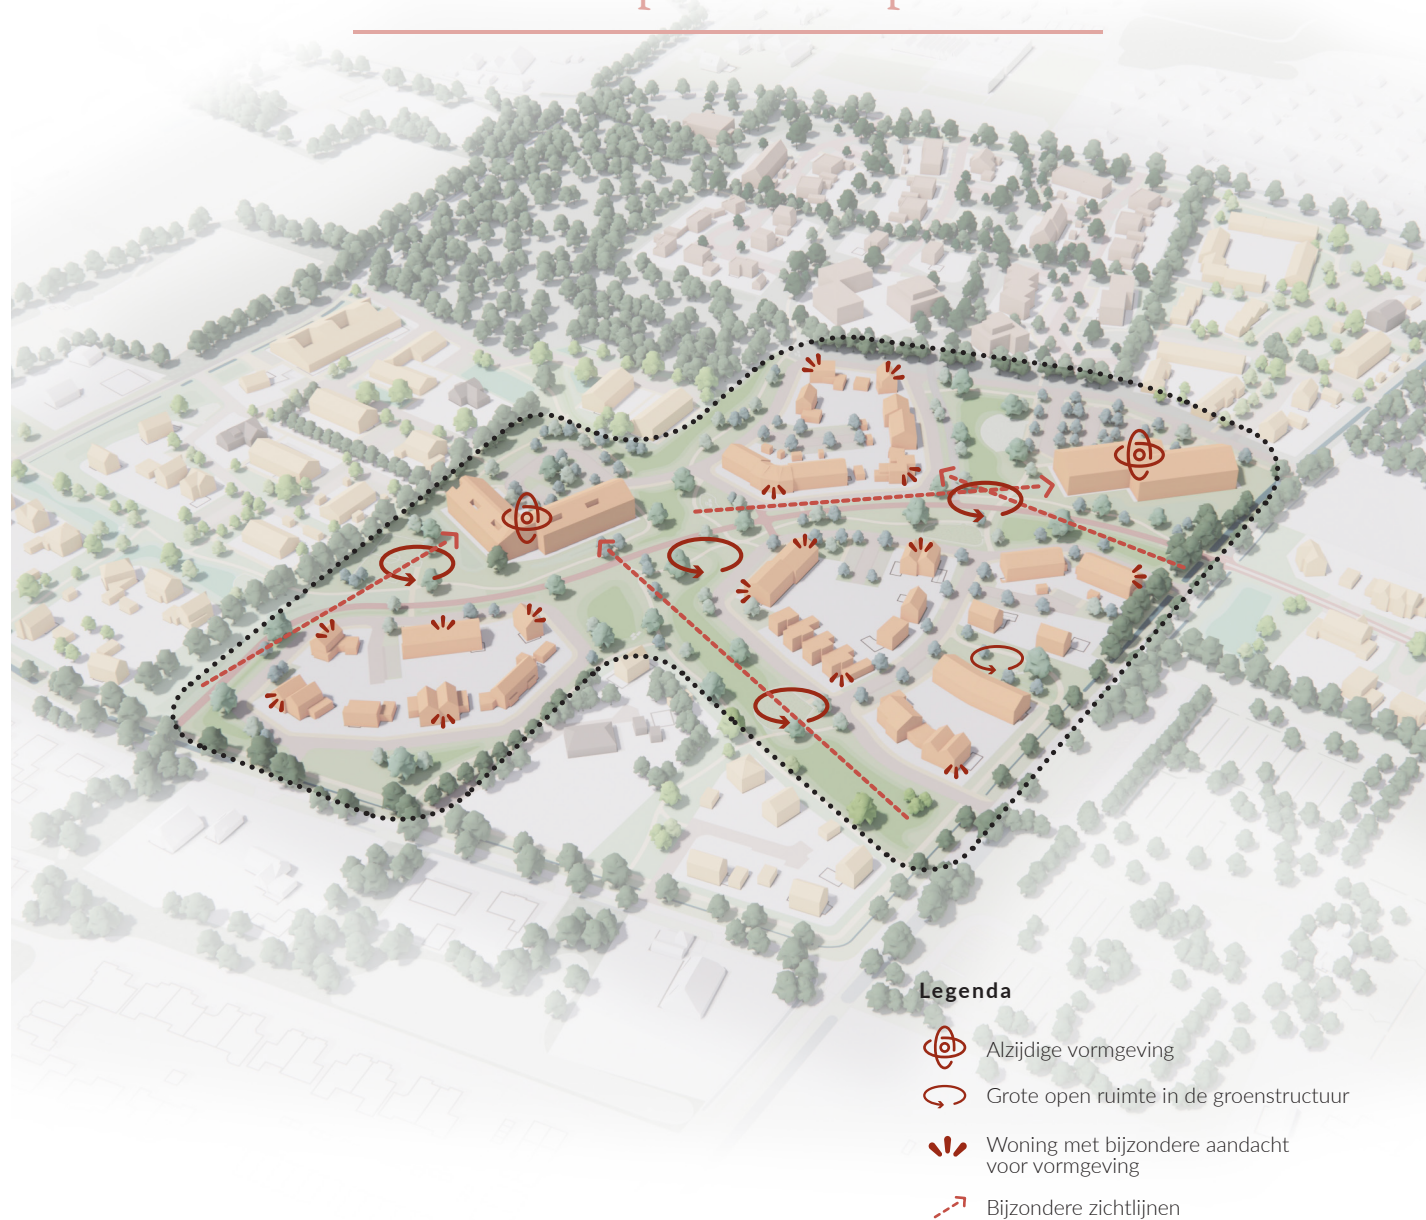 Legenda
Alzijdige vormgeving
Grote open ruimte in de groenstructuur
Woning met bijzondere aandacht
voor vormgeving
Bijzondere zichtlijnen